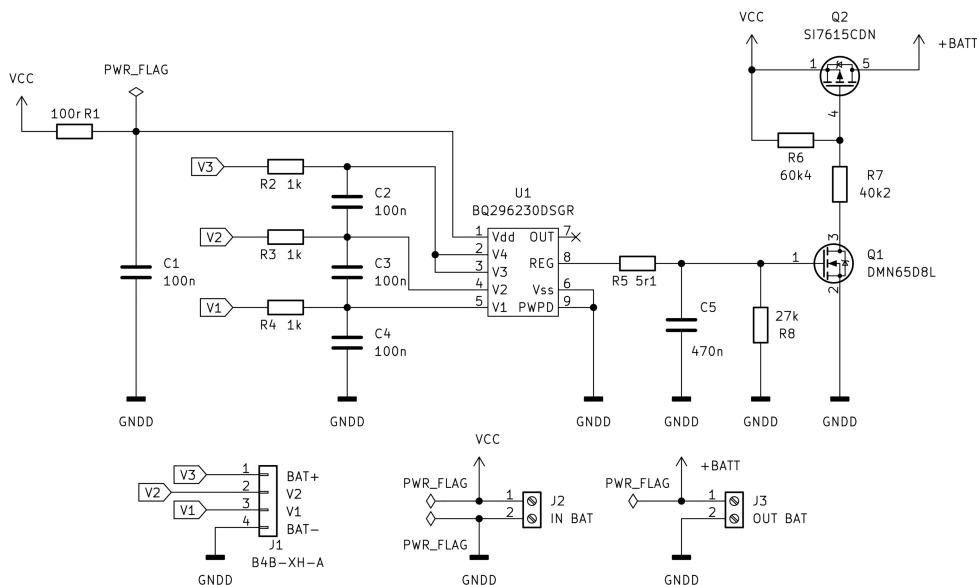 VCC
Q2
SI7615CDN
+BATT
1
5
4
PWR_FLAG
VCC
100r R1
V3
R2 1k
C2
100n
R6
60k4
R7
40k2
U1
BQ296230DSGR
V2
R3 1k
1 Vdd OUT 7
2 V4
3 V3 REG 8
4 V2 Vss 6
5 V1 PWPD 9
C1
100n
C3
100n
R5 5r1
1
3
2
Q1
DMN65D8L
V1
R4 1k
C4
100n
C5
470n
27k
R8
GNDD
GNDD
GNDD
GNDD
GNDD
GNDD
V3 1 BAT+
V2 2 V2
V1 3 V1
4 BAT-
J1
B4B-XH-A
GNDD
VCC
PWR_FLAG
1 J2
2 IN BAT
PWR_FLAG
GNDD
+BATT
PWR_FLAG
1 J3
2 OUT BAT
GNDD